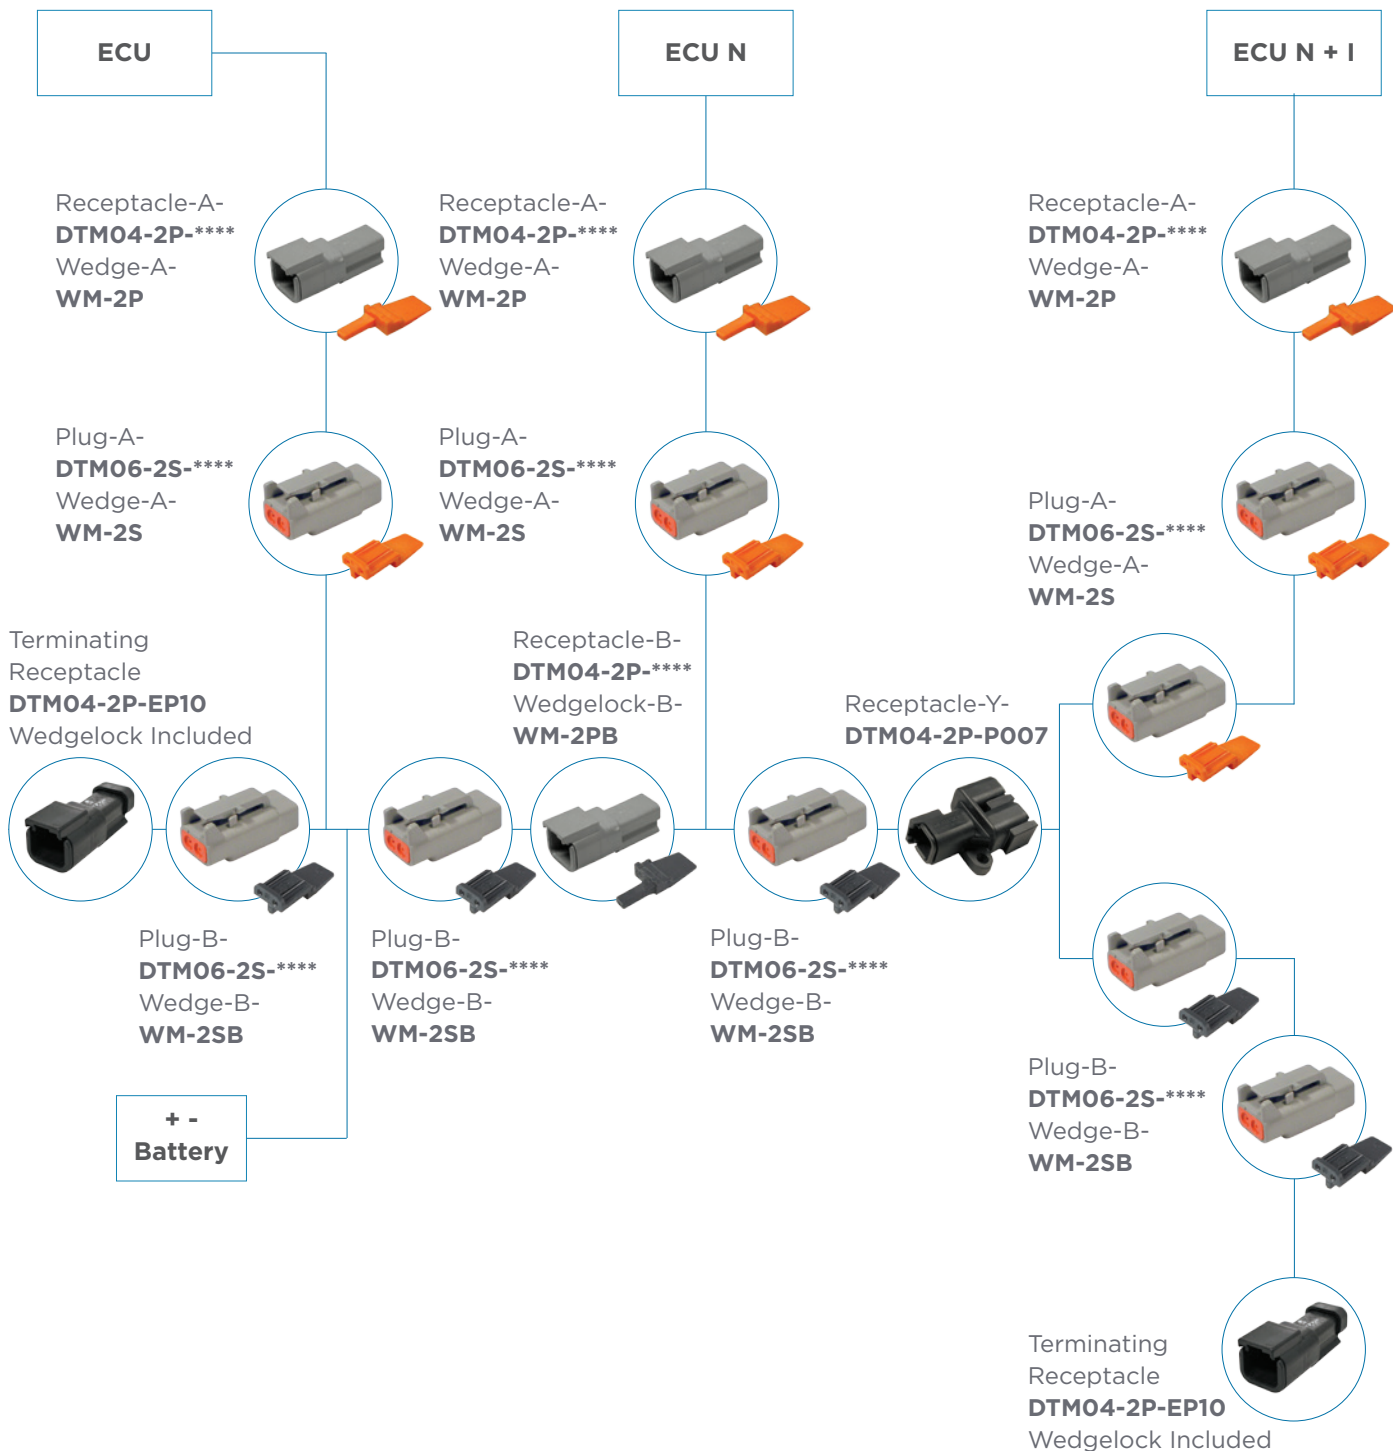 ECU
ECU N
ECU N + I
Receptacle-A-
DTM04-2P-****
Wedge-A-
WM-2P
Receptacle-A-
DTM04-2P-****
Wedge-A-
WM-2P
Receptacle-A-
DTM04-2P-****
Wedge-A-
WM-2P
Plug-A-
DTM06-2S-****
Wedge-A-
WM-2S
Plug-A-
DTM06-2S-****
Wedge-A-
WM-2S
Plug-A-
DTM06-2S-****
Wedge-A-
WM-2S
Terminating
Receptacle
DTM04-2P-EP10
Wedgelock Included
Receptacle-B-
DTM04-2P-****
Wedgelock-B-
WM-2PB
Receptacle-Y-
DTM04-2P-P007
Plug-B-
DTM06-2S-****
Wedge-B-
WM-2SB
Plug-B-
DTM06-2S-****
Wedge-B-
WM-2SB
Plug-B-
DTM06-2S-****
Wedge-B-
WM-2SB
Plug-B-
DTM06-2S-****
Wedge-B-
WM-2SB
+ -
Battery
Terminating
Receptacle
DTM04-2P-EP10
Wedgelock Included